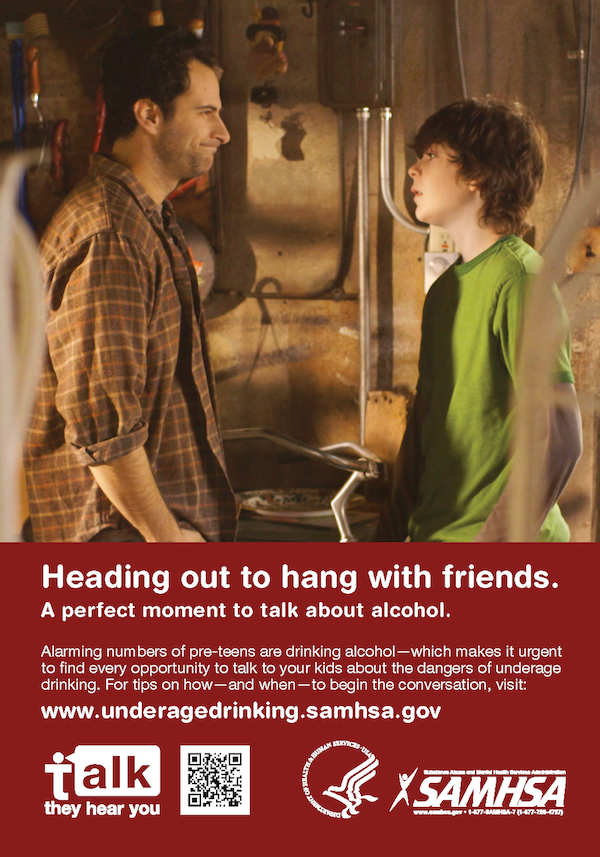 Heading out to hang with friends.
A perfect moment to talk about alcohol.
Alarming numbers of pre-teens are drinking alcohol—which makes it urgent
to find every opportunity to talk to your kids about the dangers of underage
drinking. For tips on how—and when—to begin the conversation, visit:
www.underagedrinking.samhsa.gov
talk
they hear you
DEPARTMENT OF HEALTH & HUMAN SERVICES • USA
Substance Abuse and Mental Health Services Administration
SAMHSA
www.samhsa.gov • 1-877-SAMHSA-7 (1-877-726-4727)